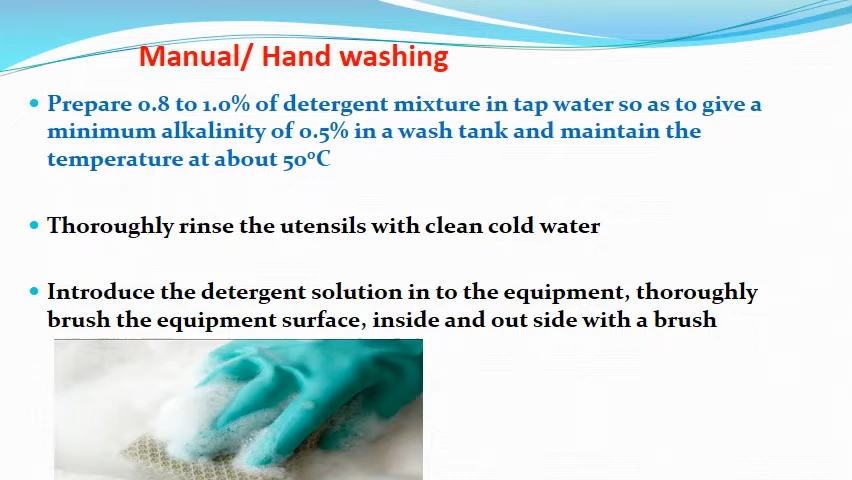 Manual/ Hand washing
• Prepare 0.8 to 1.0% of detergent mixture in tap water so as to give a
minimum alkalinity of 0.5% in a wash tank and maintain the
temperature at about 50°C
• Thoroughly rinse the utensils with clean cold water
• Introduce the detergent solution in to the equipment, thoroughly
brush the equipment surface, inside and out side with a brush